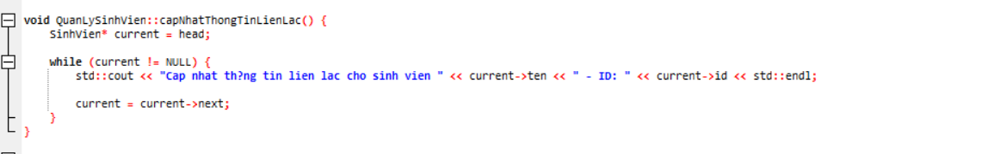 void QuanLySinhVien::capNhatThongTinLienLac() {
SinhVien* current = head;
while (current != NULL) {
std::cout << "Cap nhat th?ng tin lien lac cho sinh vien " << current->ten << " - ID: " << current->id << std::endl;
current = current->next;
}
}